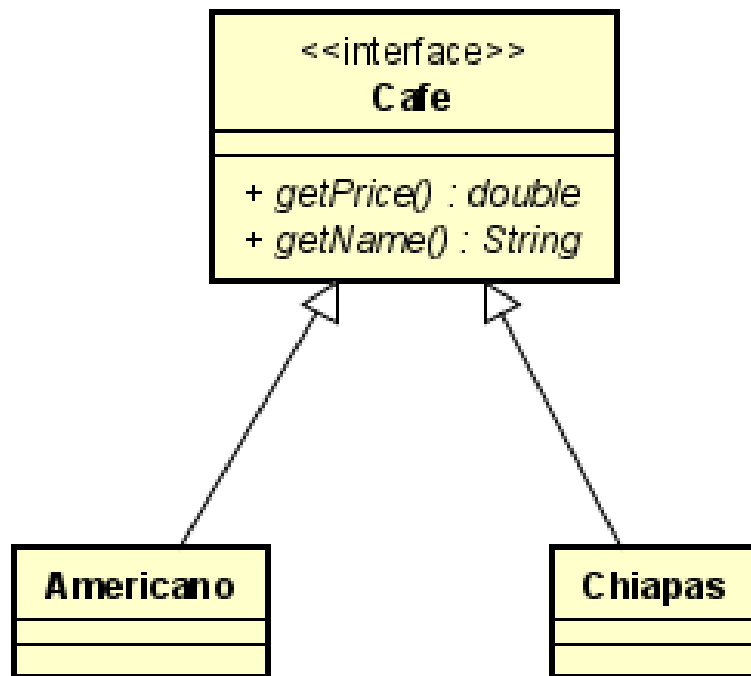 <<interface>>
Cafe
+ getPrice() : double
+ getName() : String
Americano
Chiapas